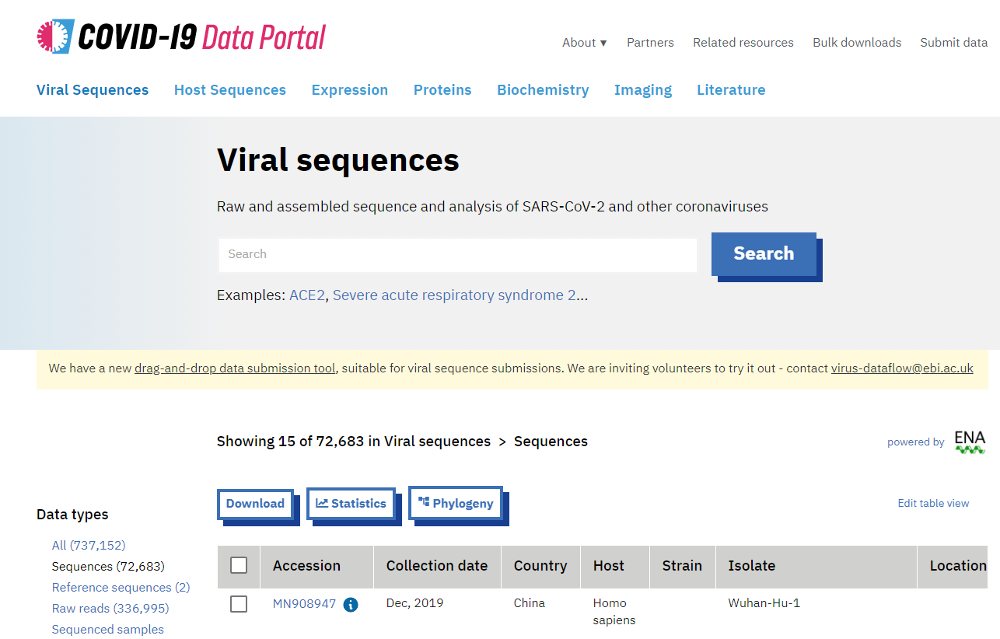 COVID-19 Data Portal
About ▾ Partners Related resources Bulk downloads Submit data
Viral Sequences Host Sequences Expression Proteins Biochemistry Imaging Literature
Viral sequences
Raw and assembled sequence and analysis of SARS-CoV-2 and other coronaviruses
Search Search
Examples: ACE2, Severe acute respiratory syndrome 2...
We have a new drag-and-drop data submission tool, suitable for viral sequence submissions. We are inviting volunteers to try it out - contact virus-dataflow@ebi.ac.uk
Showing 15 of 72,683 in Viral sequences > Sequences
powered by ENA
Download Statistics Phylogeny Edit table view
Data types
All (737,152)
Sequences (72,683)
Reference sequences (2)
Raw reads (336,995)
Sequenced samples
Accession Collection date Country Host Strain Isolate Location
MN908947 i Dec, 2019 China Homo sapiens Wuhan-Hu-1